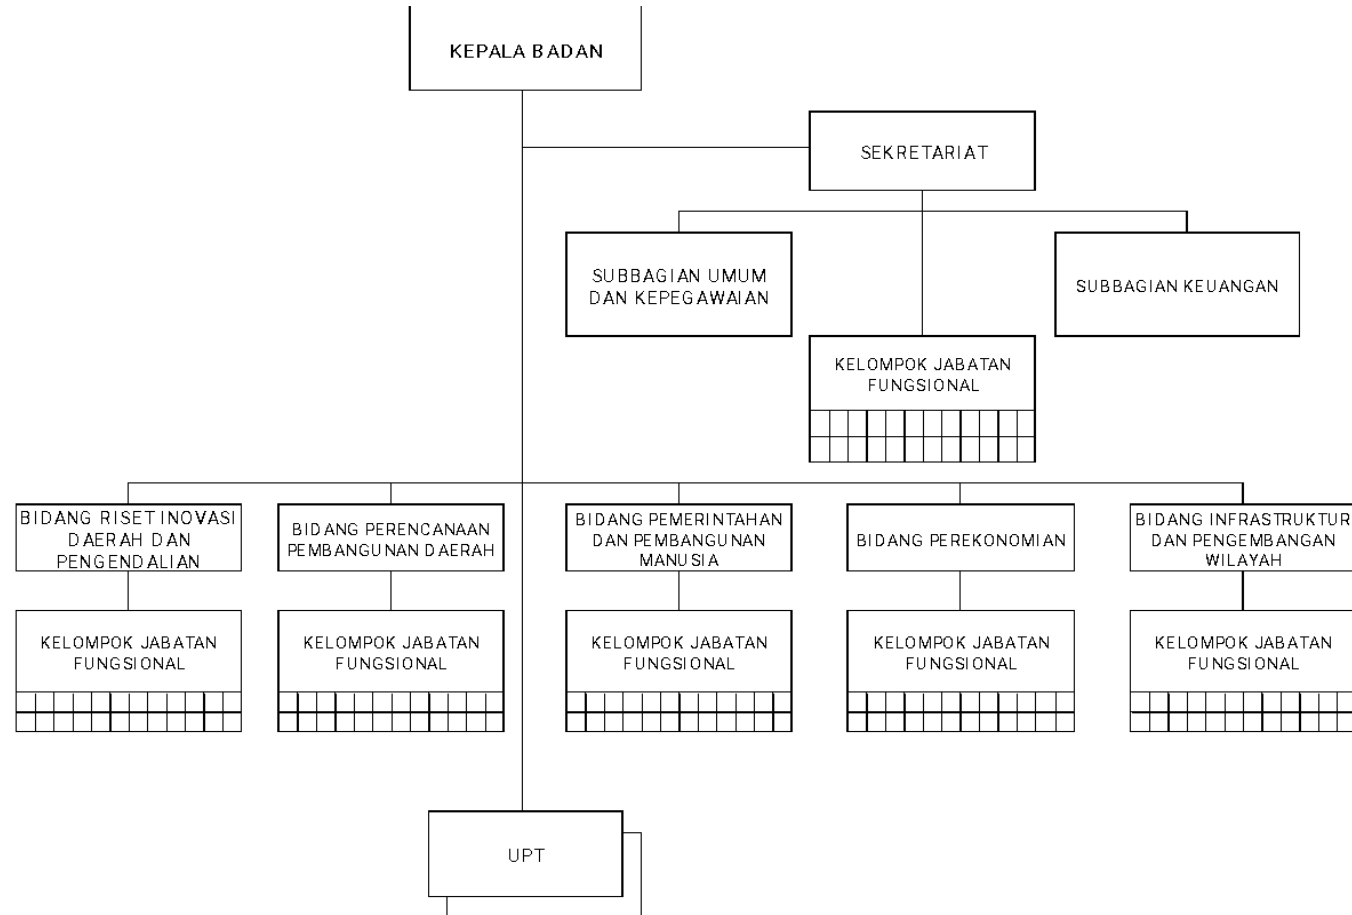 KEPALA BADAN
SEKRETARIAT
SUBBAGIAN UMUM
DAN KEPEGAWAIAN
SUBBAGIAN KEUANGAN
KELOMPOK JABATAN
FUNGSIONAL
BIDANG RISET INOVASI
DAERAH DAN
PENGENDALIAN
BIDANG PERENCANAAN
PEMBANGUNAN DAERAH
BIDANG PEMERINTAHAN
DAN PEMBANGUNAN
MANUSIA
BIDANG PEREKONOMIAN
BIDANG INFRASTRUKTUR
DAN PENGEMBANGAN
WILAYAH
KELOMPOK JABATAN
FUNGSIONAL
KELOMPOK JABATAN
FUNGSIONAL
KELOMPOK JABATAN
FUNGSIONAL
KELOMPOK JABATAN
FUNGSIONAL
KELOMPOK JABATAN
FUNGSIONAL
UPT